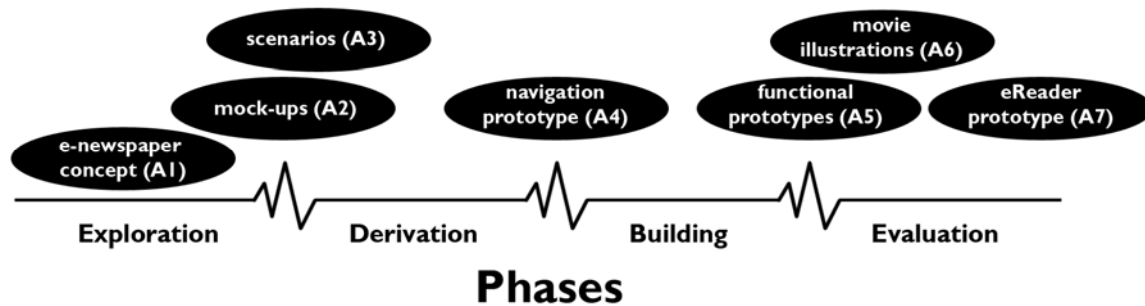 scenarios (A3)
mock-ups (A2)
e-newspaper
concept (A1)
navigation
prototype (A4)
movie
illustrations (A6)
functional
prototypes (A5)
eReader
prototype (A7)
Exploration
Derivation
Building
Evaluation
Phases